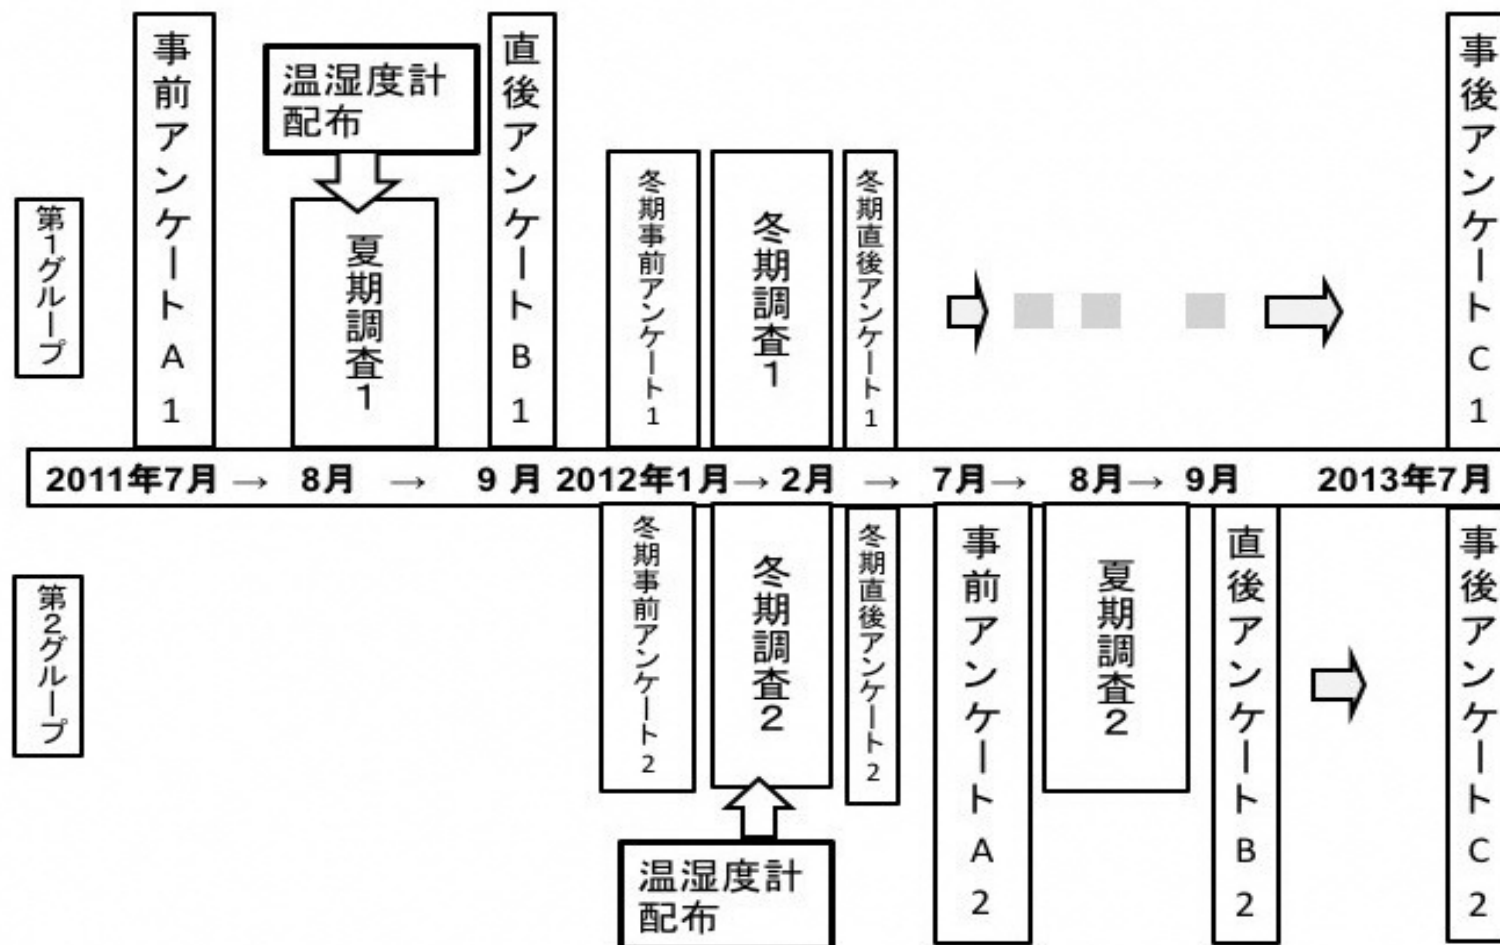 第1グループ
事前アンケートA1
温湿度計
配布
夏期調査1
直後アンケートB1
冬期事前アンケート1
冬期調査1
冬期直後アンケート1
事後アンケートC1
2011年7月 → 8月 → 9月 2012年1月 → 2月 → 7月 → 8月 → 9月 2013年7月
第2グループ
冬期事前アンケート2
冬期調査2
温湿度計
配布
冬期直後アンケート2
事前アンケートA2
夏期調査2
直後アンケートB2
事後アンケートC2